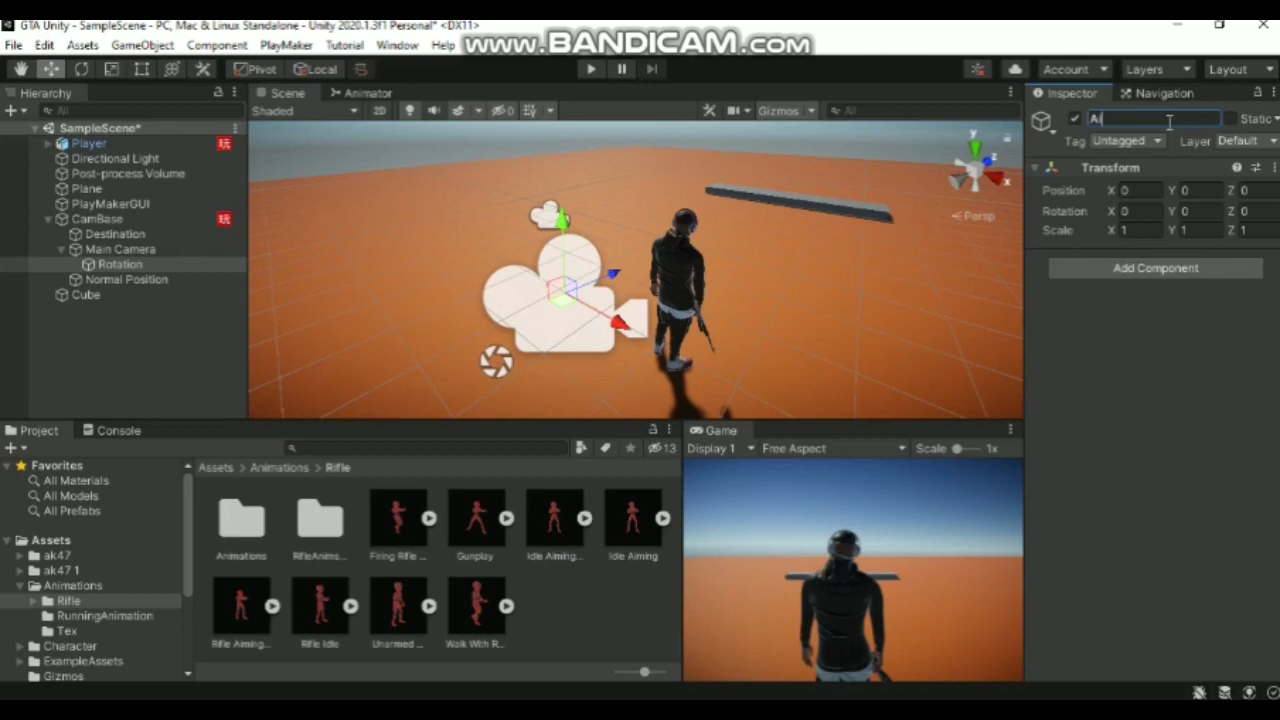 GTA Unity - SampleScene - PC, Mac & Linux Standalone - Unity 2020.1.3f1 Personal* <DX11>
www.BANDICAM.com
File Edit Assets GameObject Component PlayMaker Tutorial Window Help
Pivot Local Account Layers Layout
Hierarchy Scene Animator Inspector Navigation
All Shaded 2D 0 Gizmos All Ai Static
SampleScene*
Player
Directional Light
Post-process Volume
Plane
PlayMakerGUI
CamBase
Destination
Main Camera
Rotation
Normal Position
Cube
y
z
x
Persp
Tag Untagged Layer Default
Transform
Position X 0 Y 0 Z 0
Rotation X 0 Y 0 Z 0
Scale X 1 Y 1 Z 1
Add Component
Project Console
13
Favorites
All Materials
All Models
All Prefabs
Assets
ak47
ak47 1
Animations
Rifle
RunningAnimation
Tex
Character
ExampleAssets
Gizmos
Assets > Animations > Rifle
Animations RifleAnims... Firing Rifle ... Gunplay Idle Aiming... Idle Aiming
Rifle Aiming... Rifle Idle Unarmed ... Walk With R...
Game
Display 1 Free Aspect Scale 1x